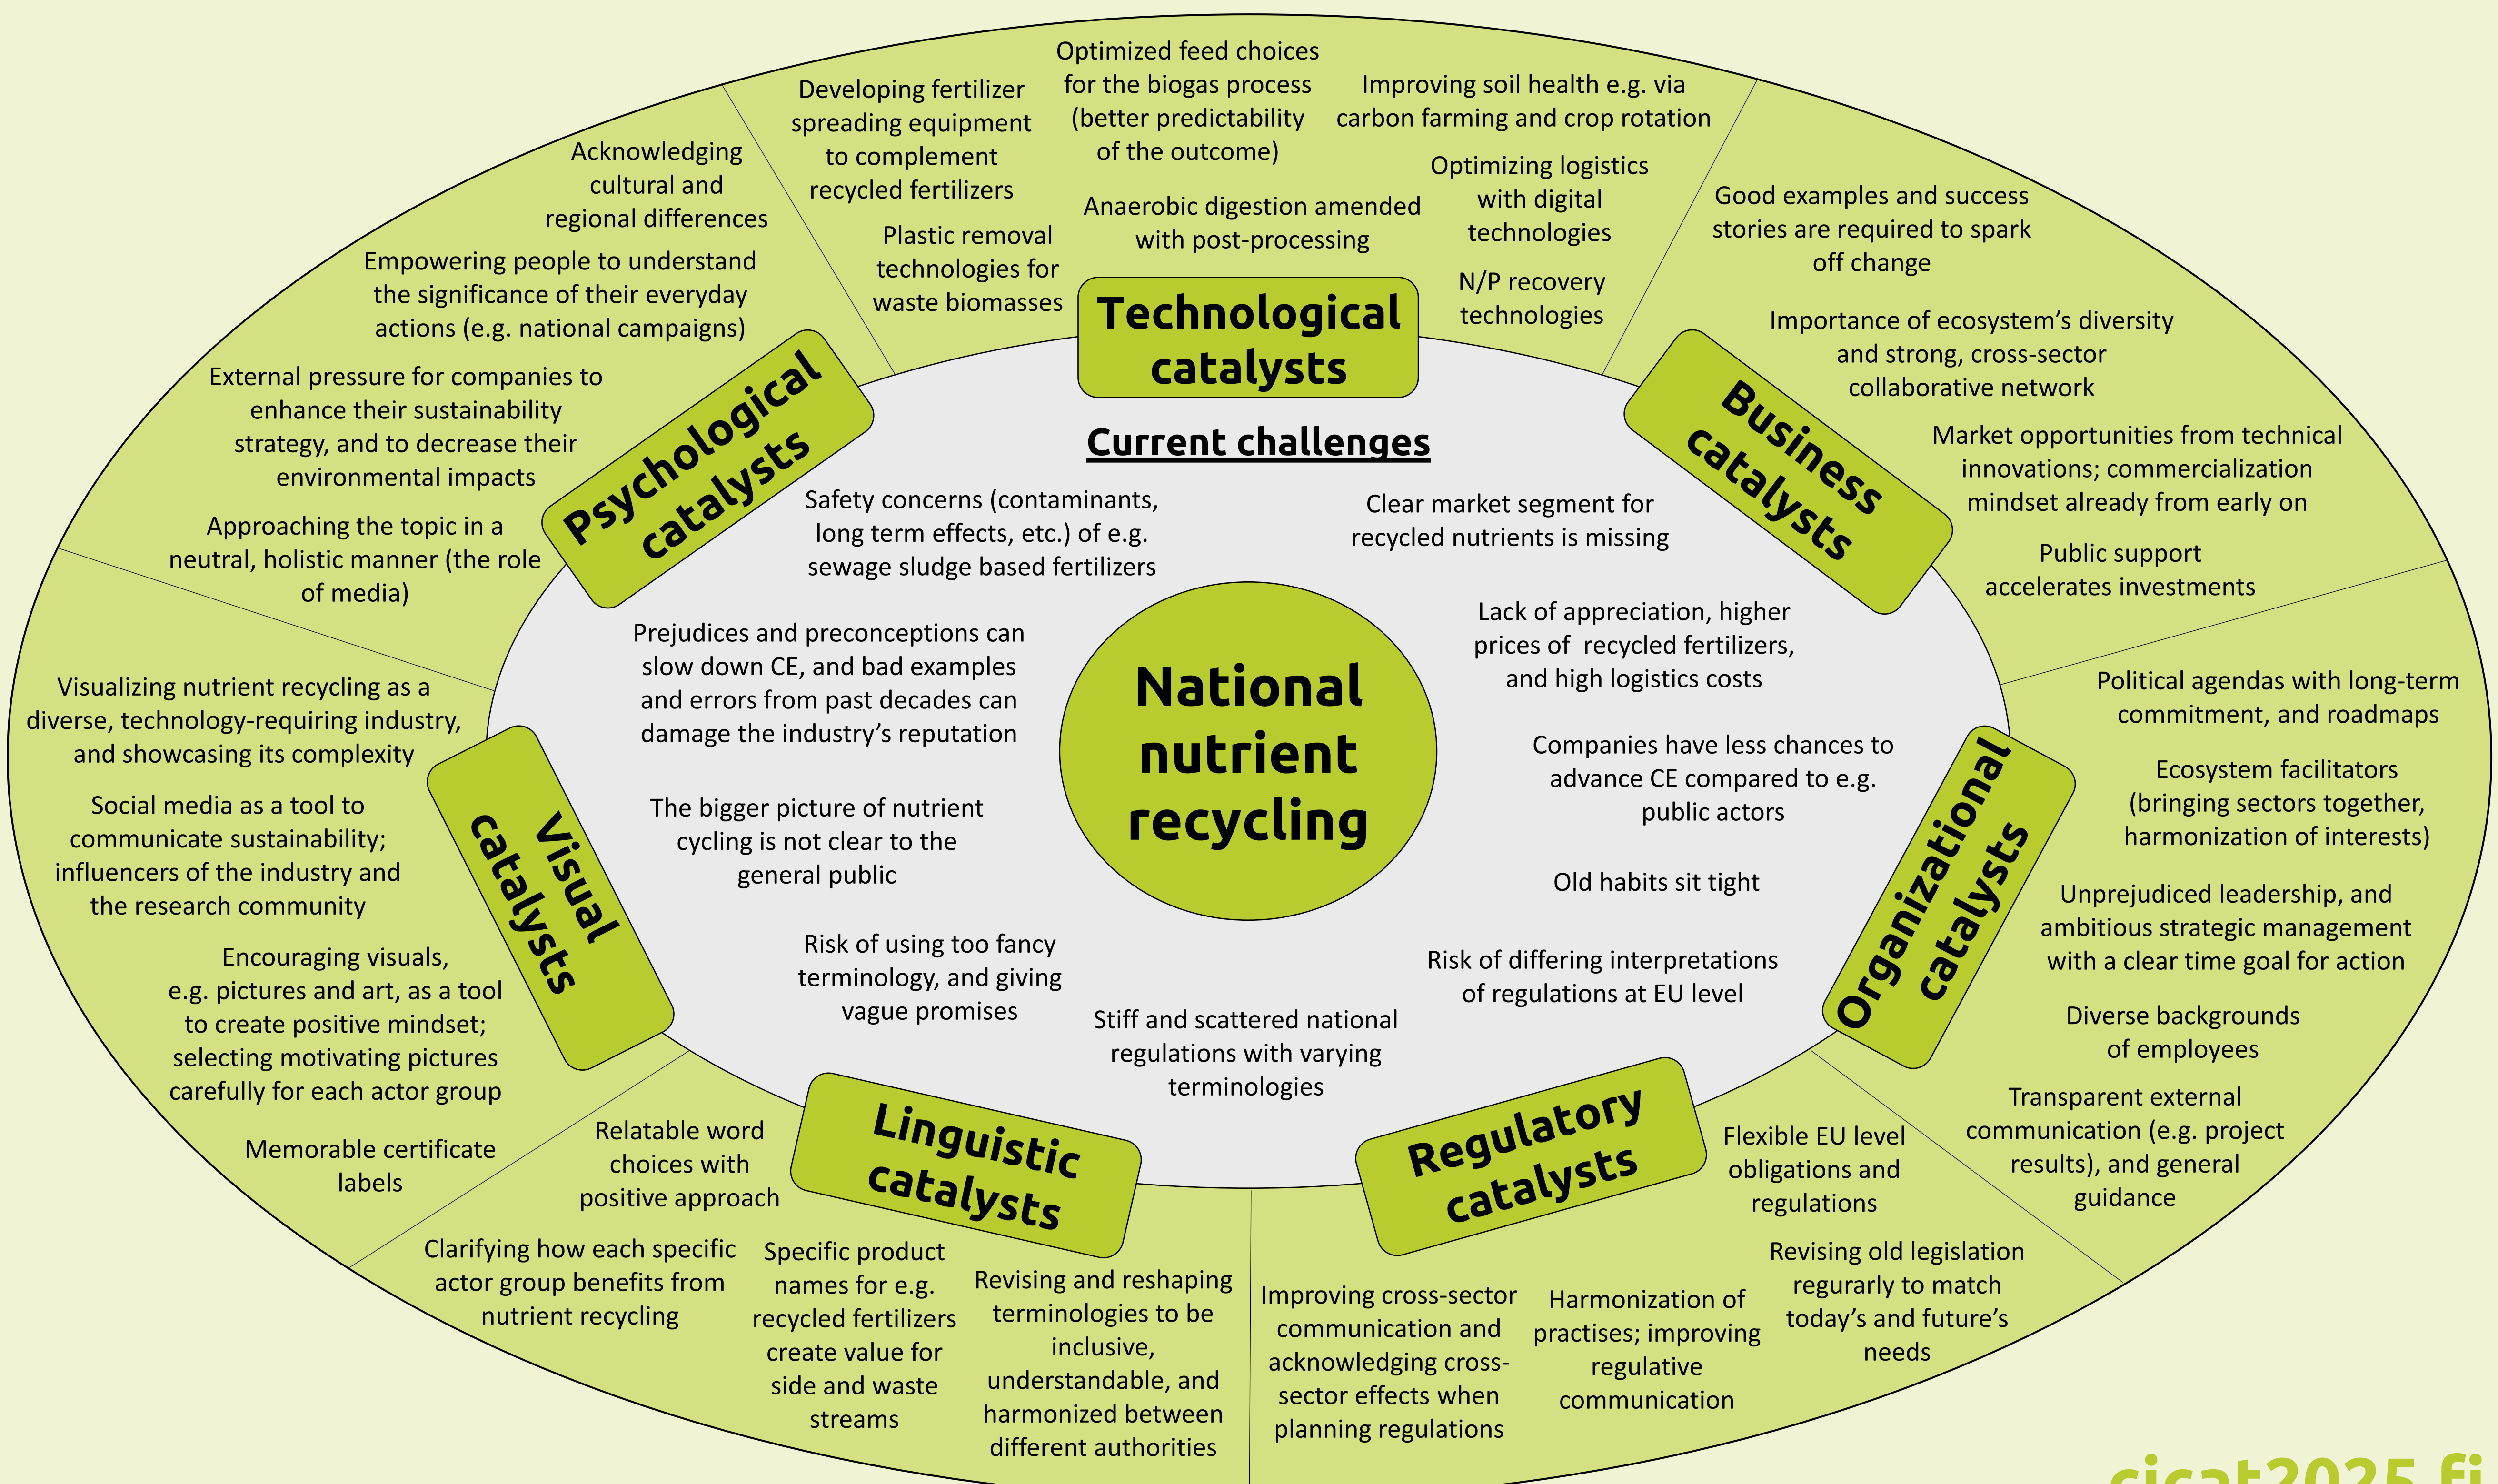 Optimized feed choices
for the biogas process
(better predictability
of the outcome)
Developing fertilizer
spreading equipment
to complement
recycled fertilizers
Improving soil health e.g. via
carbon farming and crop rotation
Optimizing logistics
with digital
technologies
Anaerobic digestion amended
with post-processing
Plastic removal
technologies for
waste biomasses
N/P recovery
technologies
Technological
catalysts
Good examples and success
stories are required to spark
off change
Importance of ecosystem’s diversity
and strong, cross-sector
collaborative network
Market opportunities from technical
innovations; commercialization
mindset already from early on
Public support
accelerates investments
Business
catalysts
Political agendas with long-term
commitment, and roadmaps
Ecosystem facilitators
(bringing sectors together,
harmonization of interests)
Unprejudiced leadership, and
ambitious strategic management
with a clear time goal for action
Diverse backgrounds
of employees
Transparent external
communication (e.g. project
results), and general
guidance
Organizational
catalysts
Flexible EU level
obligations and
regulations
Revising old legislation
regurarly to match
today’s and future’s
needs
Harmonization of
practises; improving
regulative
communication
Improving cross-sector
communication and
acknowledging cross-
sector effects when
planning regulations
Regulatory
catalysts
Relatable word
choices with
positive approach
Clarifying how each specific
actor group benefits from
nutrient recycling
Specific product
names for e.g.
recycled fertilizers
create value for
side and waste
streams
Revising and reshaping
terminologies to be
inclusive,
understandable, and
harmonized between
different authorities
Linguistic
catalysts
Visualizing nutrient recycling as a
diverse, technology-requiring industry,
and showcasing its complexity
Social media as a tool to
communicate sustainability;
influencers of the industry and
the research community
Encouraging visuals,
e.g. pictures and art, as a tool
to create positive mindset;
selecting motivating pictures
carefully for each actor group
Memorable certificate
labels
Visual
catalysts
Acknowledging
cultural and
regional differences
Empowering people to understand
the significance of their everyday
actions (e.g. national campaigns)
External pressure for companies to
enhance their sustainability
strategy, and to decrease their
environmental impacts
Approaching the topic in a
neutral, holistic manner (the role
of media)
Psychological
catalysts
Current challenges
Safety concerns (contaminants,
long term effects, etc.) of e.g.
sewage sludge based fertilizers
Clear market segment for
recycled nutrients is missing
Prejudices and preconceptions can
slow down CE, and bad examples
and errors from past decades can
damage the industry’s reputation
Lack of appreciation, higher
prices of recycled fertilizers,
and high logistics costs
Companies have less chances to
advance CE compared to e.g.
public actors
The bigger picture of nutrient
cycling is not clear to the
general public
Old habits sit tight
Risk of using too fancy
terminology, and giving
vague promises
Risk of differing interpretations
of regulations at EU level
Stiff and scattered national
regulations with varying
terminologies
National
nutrient
recycling
cicat2025.fi